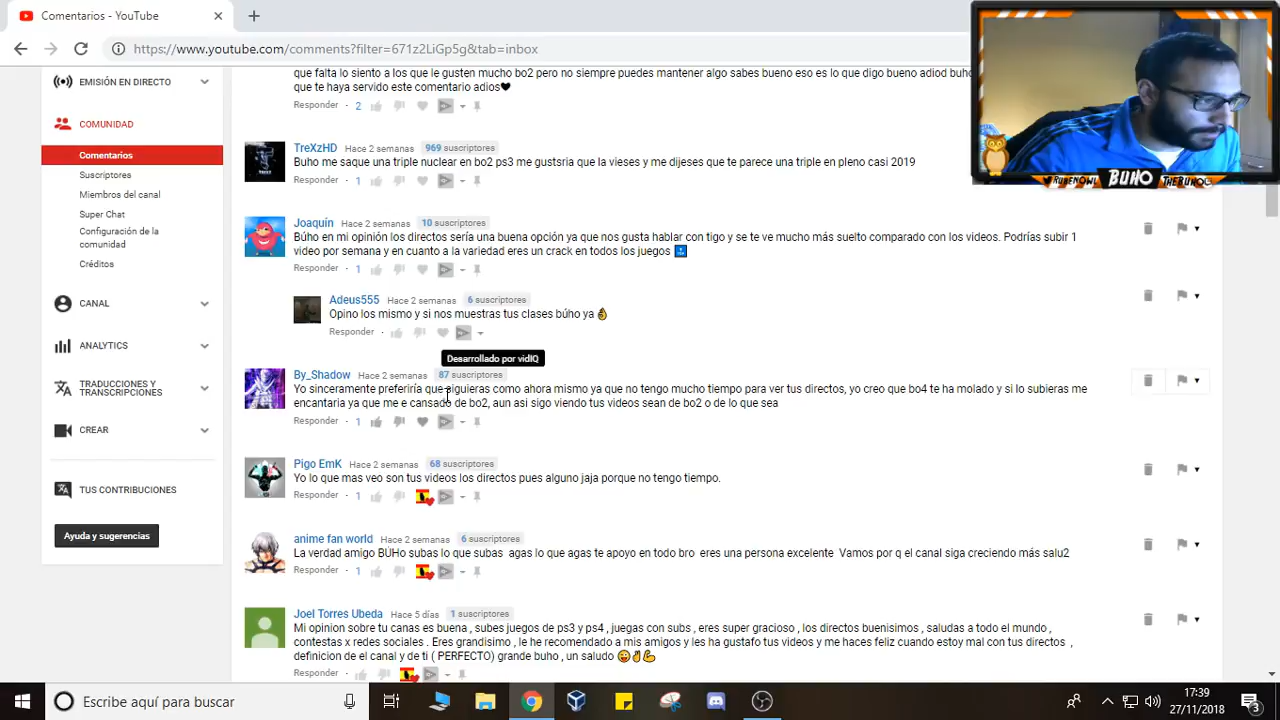 Comentarios - YouTube
https://www.youtube.com/comments?filter=671z2LiGp5g&tab=inbox
EMISIÓN EN DIRECTO
COMUNIDAD
Comentarios
Suscriptores
Miembros del canal
Super Chat
Configuración de la
comunidad
Créditos
CANAL
ANALYTICS
TRADUCCIONES Y
TRANSCRIPCIONES
CREAR
TUS CONTRIBUCIONES
Ayuda y sugerencias
que falta lo siento a los que le gusten mucho bo2 pero no siempre puedes mantener algo sabes bueno eso es lo que digo bueno adiod buho
que te haya servido este comentario adios♥
Responder · 2
TreXzHD Hace 2 semanas 969 suscriptores
Buho me saque una triple nuclear en bo2 ps3 me gustsria que la vieses y me dijeses que te parece una triple en pleno casi 2019
Responder · 1
Joaquín Hace 2 semanas 10 suscriptores
Búho en mi opinión los directos sería una buena opción ya que nos gusta hablar con tigo y se te ve mucho más suelto comparado con los videos. Podrías subir 1
video por semana y en cuanto a la variedad eres un crack en todos los juegos
Responder · 1
Adeus555 Hace 2 semanas 6 suscriptores
Opino los mismo y si nos muestras tus clases búho ya 👌
Responder ·
Desarrollado por vidIQ
By_Shadow Hace 2 semanas 87 suscriptores
Yo sinceramente preferiría que siguieras como ahora mismo ya que no tengo mucho tiempo para ver tus directos, yo creo que bo4 te ha molado y si lo subieras me
encantaria ya que me e cansado de bo2, aun asi sigo viendo tus videos sean de bo2 o de lo que sea
Responder · 1
Pigo EmK Hace 2 semanas 68 suscriptores
Yo lo que mas veo son tus videos los directos pues alguno jaja porque no tengo tiempo.
Responder · 1
anime fan world Hace 2 semanas 6 suscriptores
La verdad amigo BÚHo subas lo que subas agas lo que agas te apoyo en todo bro eres una persona excelente Vamos por q el canal siga creciendo más salu2
Responder · 1
Joel Torres Ubeda Hace 5 días 1 suscriptores
Mi opinion sobre tu canas es buena , subes juegos de ps3 y ps4 , juegas con subs , eres super gracioso , los directos buenisimos , saludas a todo el mundo ,
contestas x redes sociales . Eres grandisimo , le he recomendado a mis amigos y les ha gustafo tus videos y me haces feliz cuando estoy mal con tus directos ,
definicion de el canal y de ti ( PERFECTO) grande buho , un saludo 😜✌💪
Responder ·
RUBENOWL BUHO
Escribe aquí para buscar
17:39
27/11/2018
3